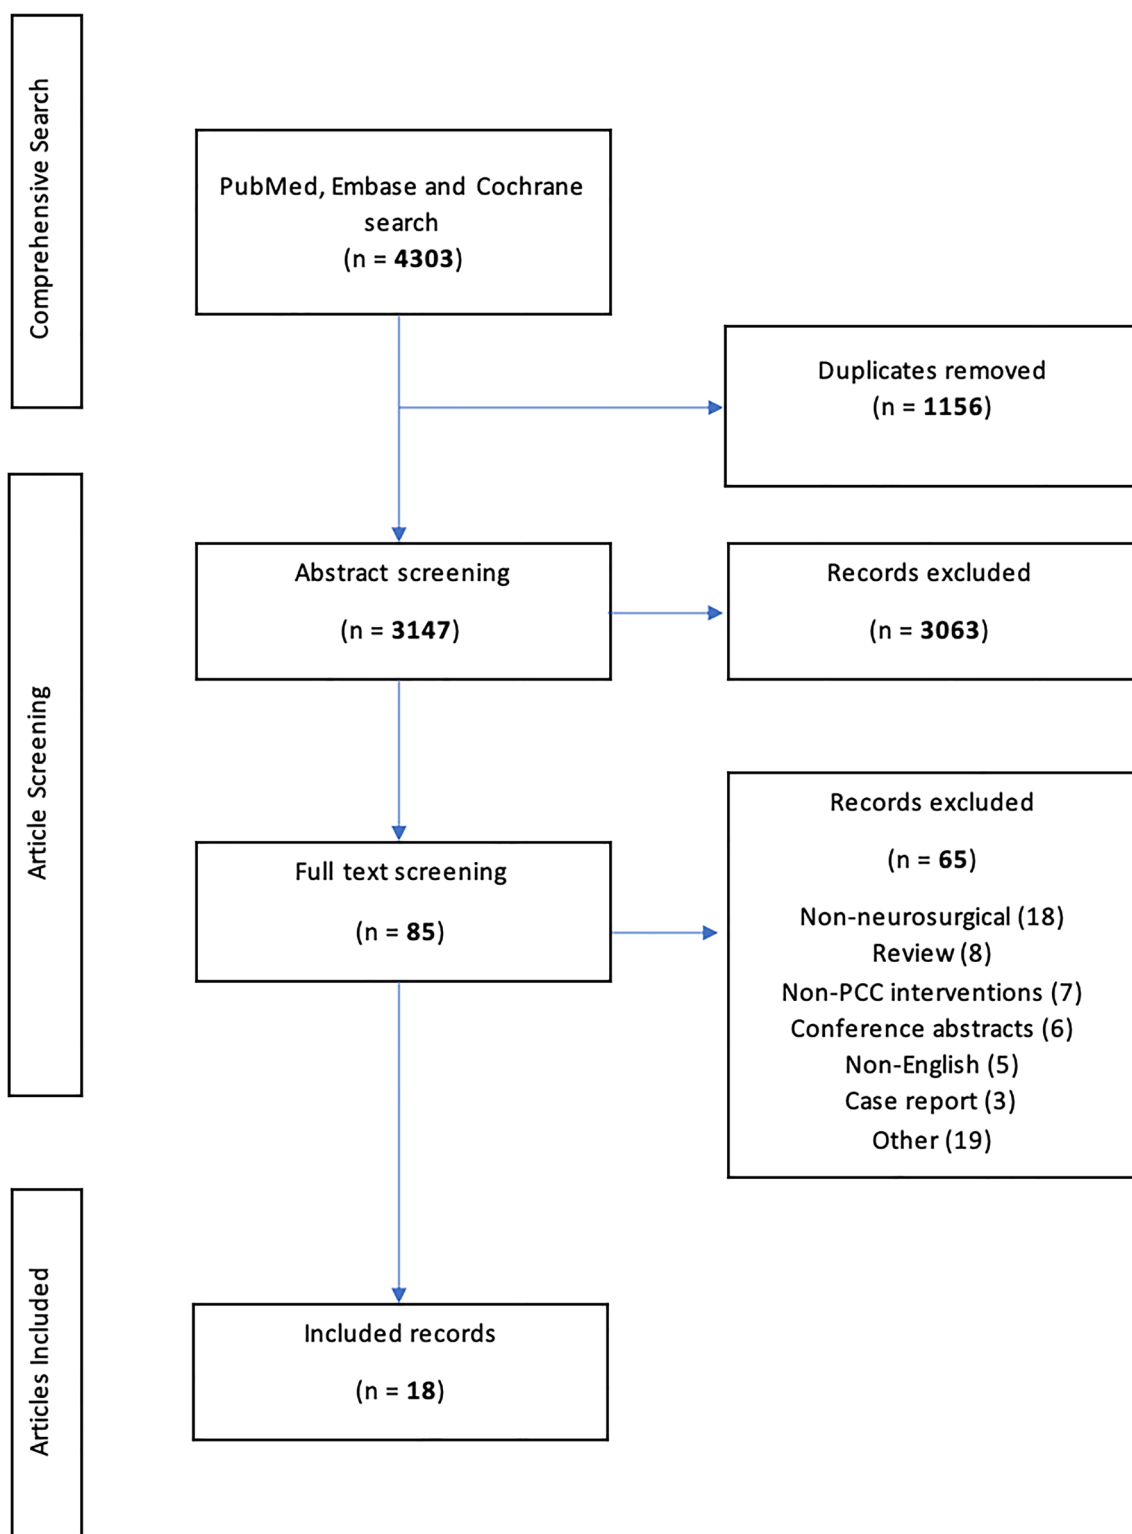 Comprehensive Search
PubMed, Embase and Cochrane
search
(n = 4303)
Duplicates removed
(n = 1156)
Article Screening
Abstract screening
(n = 3147)
Records excluded
(n = 3063)
Full text screening
(n = 85)
Records excluded
(n = 65)
Non-neurosurgical (18)
Review (8)
Non-PCC interventions (7)
Conference abstracts (6)
Non-English (5)
Case report (3)
Other (19)
Articles Included
Included records
(n = 18)